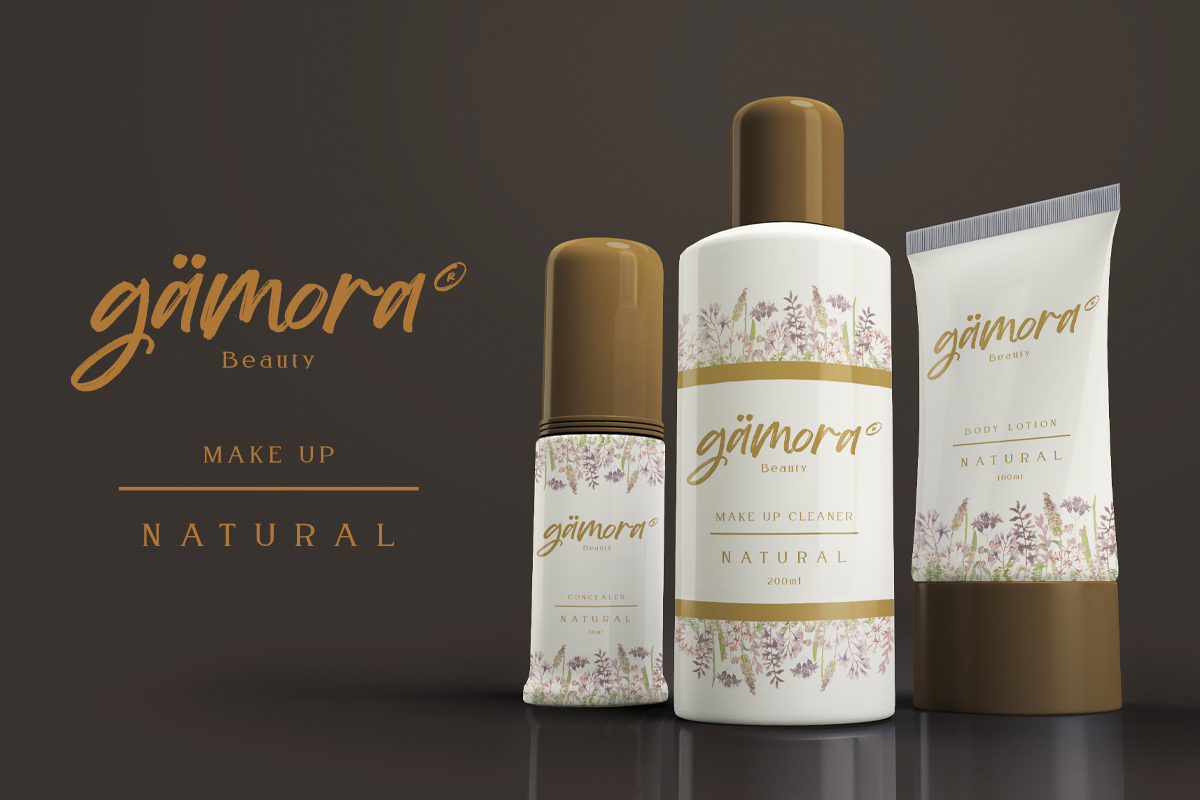 gämora®
Beauty
MAKE UP
NATURAL
gämora®
Beauty
CONCEALER
NATURAL
gämora®
Beauty
MAKE UP CLEANER
NATURAL
200ml
gämora®
Beauty
BODY LOTION
NATURAL
100ml